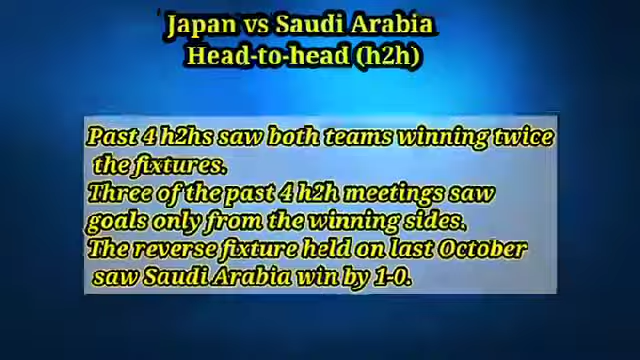 Japan vs Saudi Arabia
Head-to-head (h2h)
Past 4 h2hs saw both teams winning twice
the fixtures.
Three of the past 4 h2h meetings saw
goals only from the winning sides.
The reverse fixture held on last October
saw Saudi Arabia win by 1-0.